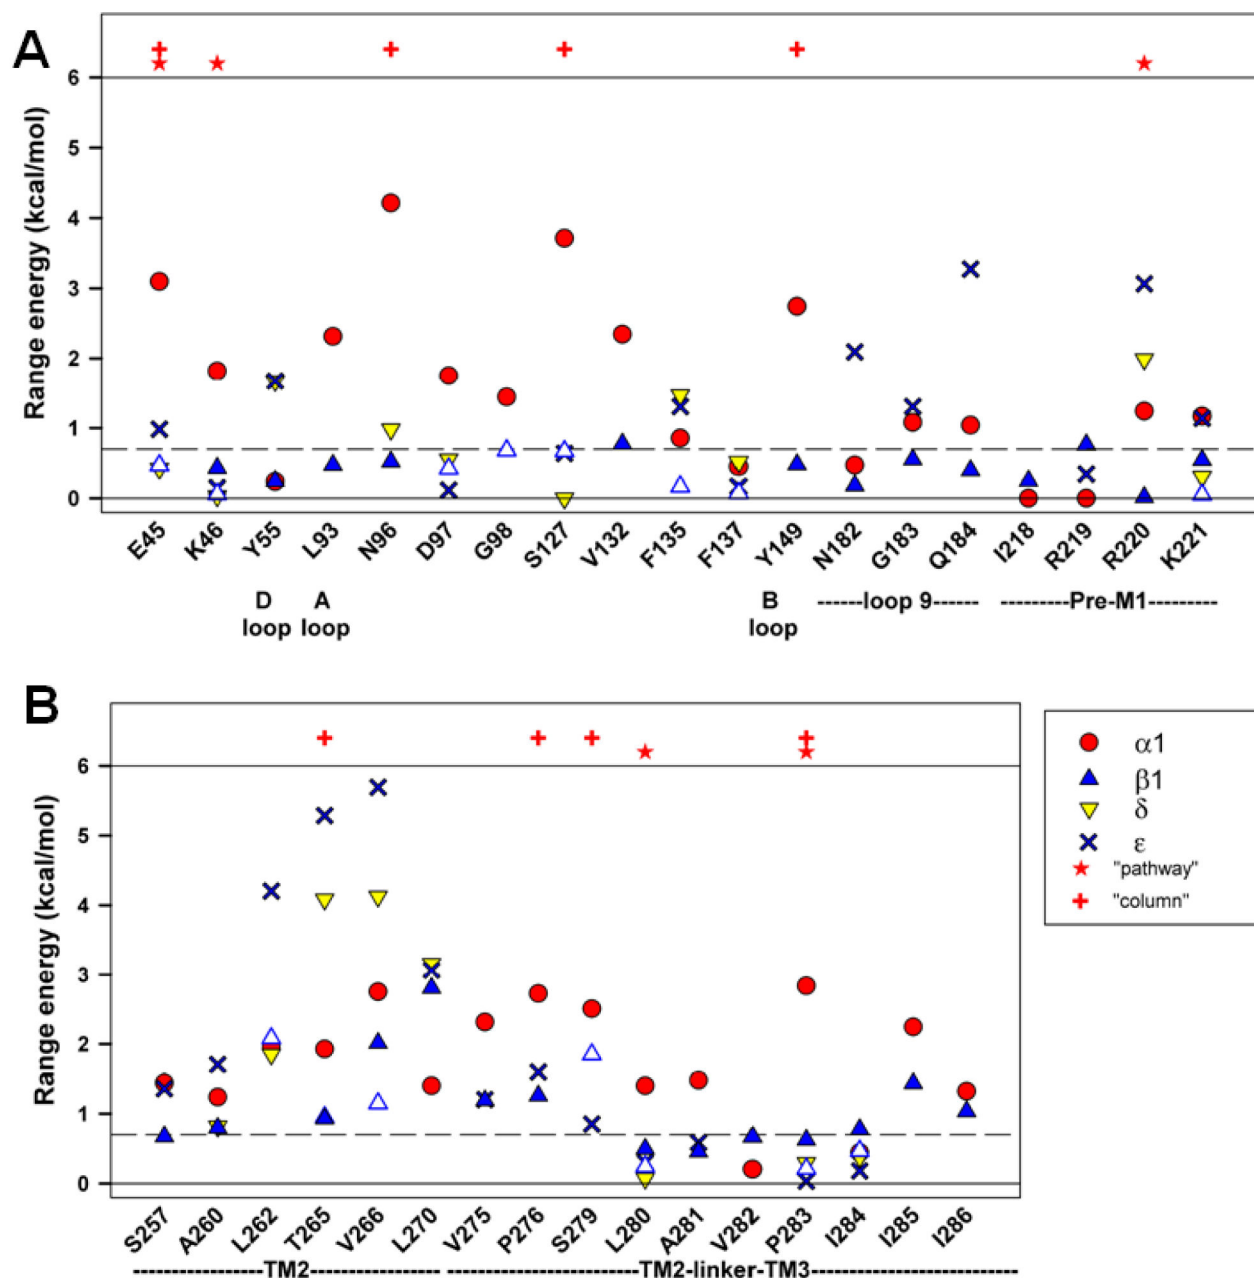 A
Range energy (kcal/mol)
6
5
4
3
2
1
0
E45 K46 Y55 L93 N96 D97 G98 S127 V132 F135 F137 Y149 N182 G183 Q184 I218 R219 R220 K221
D A B ------loop 9------ ---------Pre-M1---------
loop loop loop
B
Range energy (kcal/mol)
6
5
4
3
2
1
0
S257 A260 L262 T265 V266 L270 V275 P276 S279 L280 A281 V282 P283 I284 I285 I286
----------------TM2---------------- -----------------------TM2-linker-TM3-------------------------
α1
β1
δ
ε
"pathway"
"column"